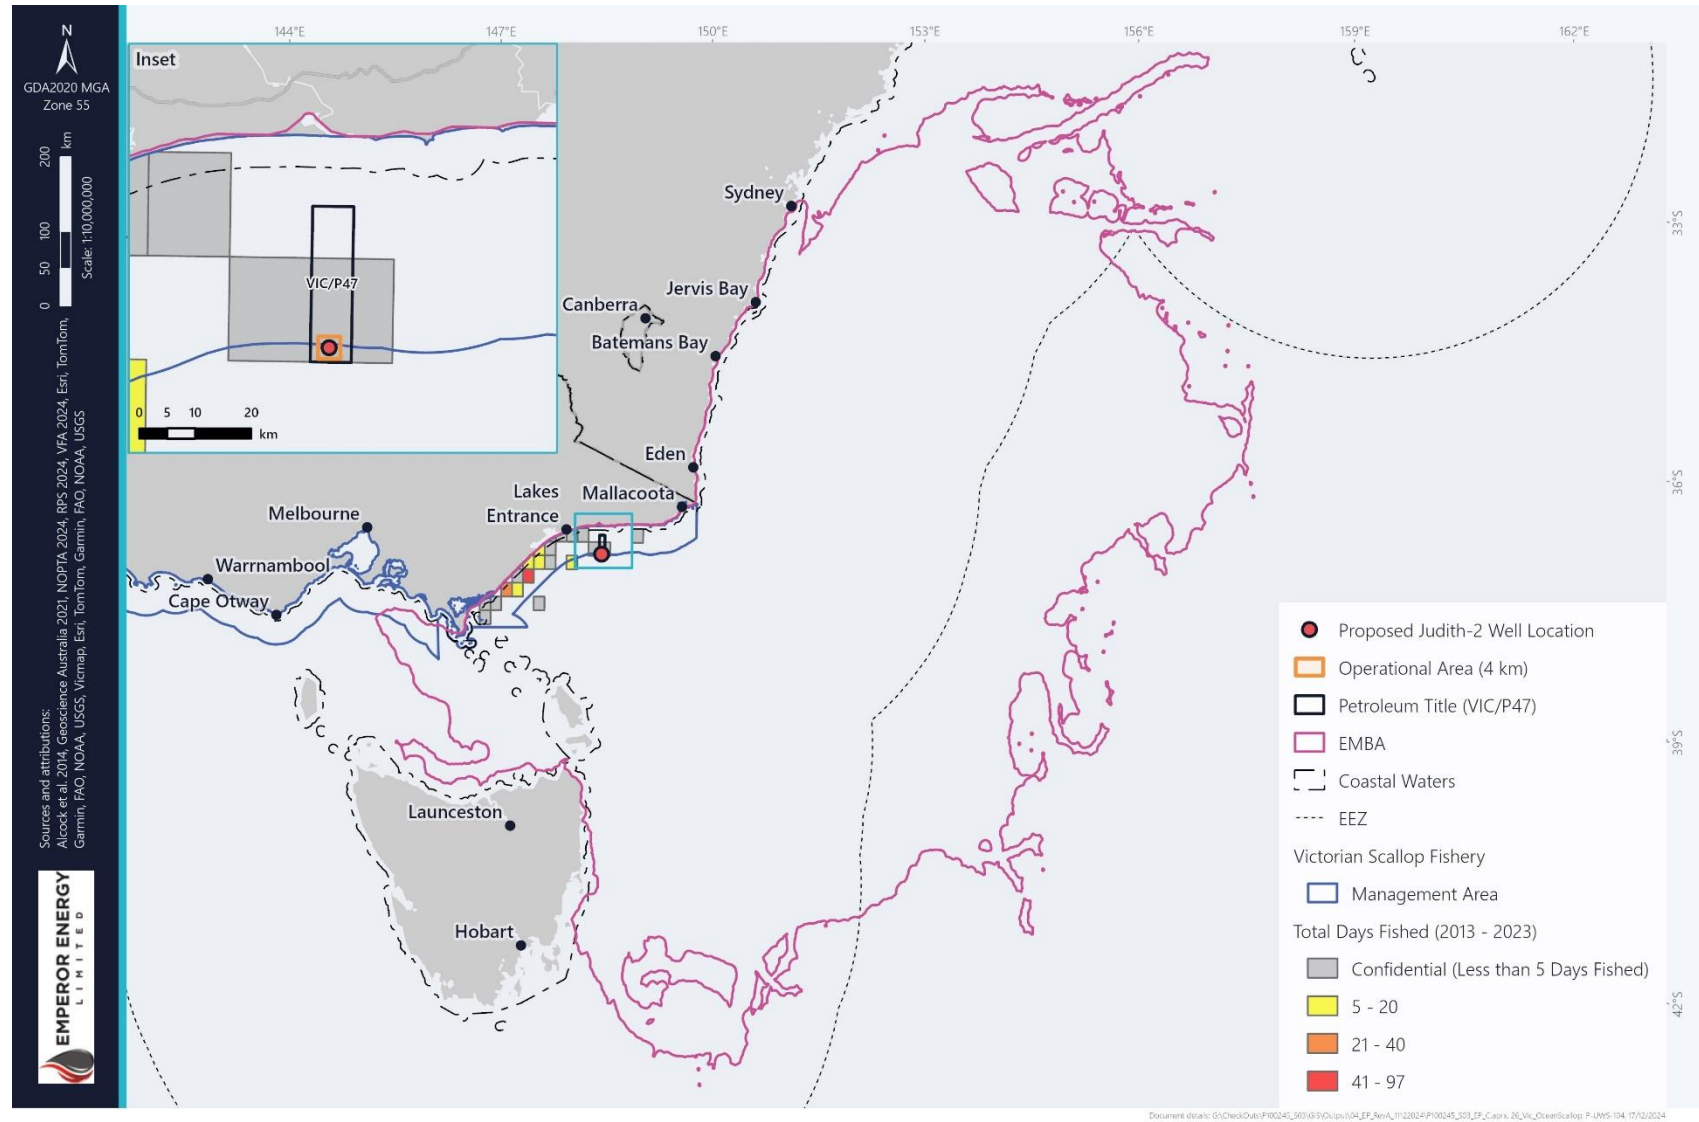 144°E
147°E
150°E
153°E
156°E
159°E
162°E
N
GDA2020 MGA
Zone 55
0
50
100
200
km
Scale: 1:10,000,000
Sources and attributions:
Alcock et al. 2014, Geoscience Australia 2021, NOPTA 2024, RPS 2024, VFA 2024, Esri, TomTom,
Garmin, FAO, NOAA, USGS, Vicmap, Esri, TomTom, Garmin, FAO, NOAA, USGS
EMPEROR ENERGY
LIMITED
Inset
VIC/P47
0 5 10 20
km
Sydney
Jervis Bay
Canberra
Batemans Bay
Eden
Mallacoota
Lakes
Entrance
Melbourne
Warrnambool
Cape Otway
Launceston
Hobart
33°S
36°S
39°S
42°S
Proposed Judith-2 Well Location
Operational Area (4 km)
Petroleum Title (VIC/P47)
EMBA
Coastal Waters
EEZ
Victorian Scallop Fishery
Management Area
Total Days Fished (2013 - 2023)
Confidential (Less than 5 Days Fished)
5 - 20
21 - 40
41 - 97